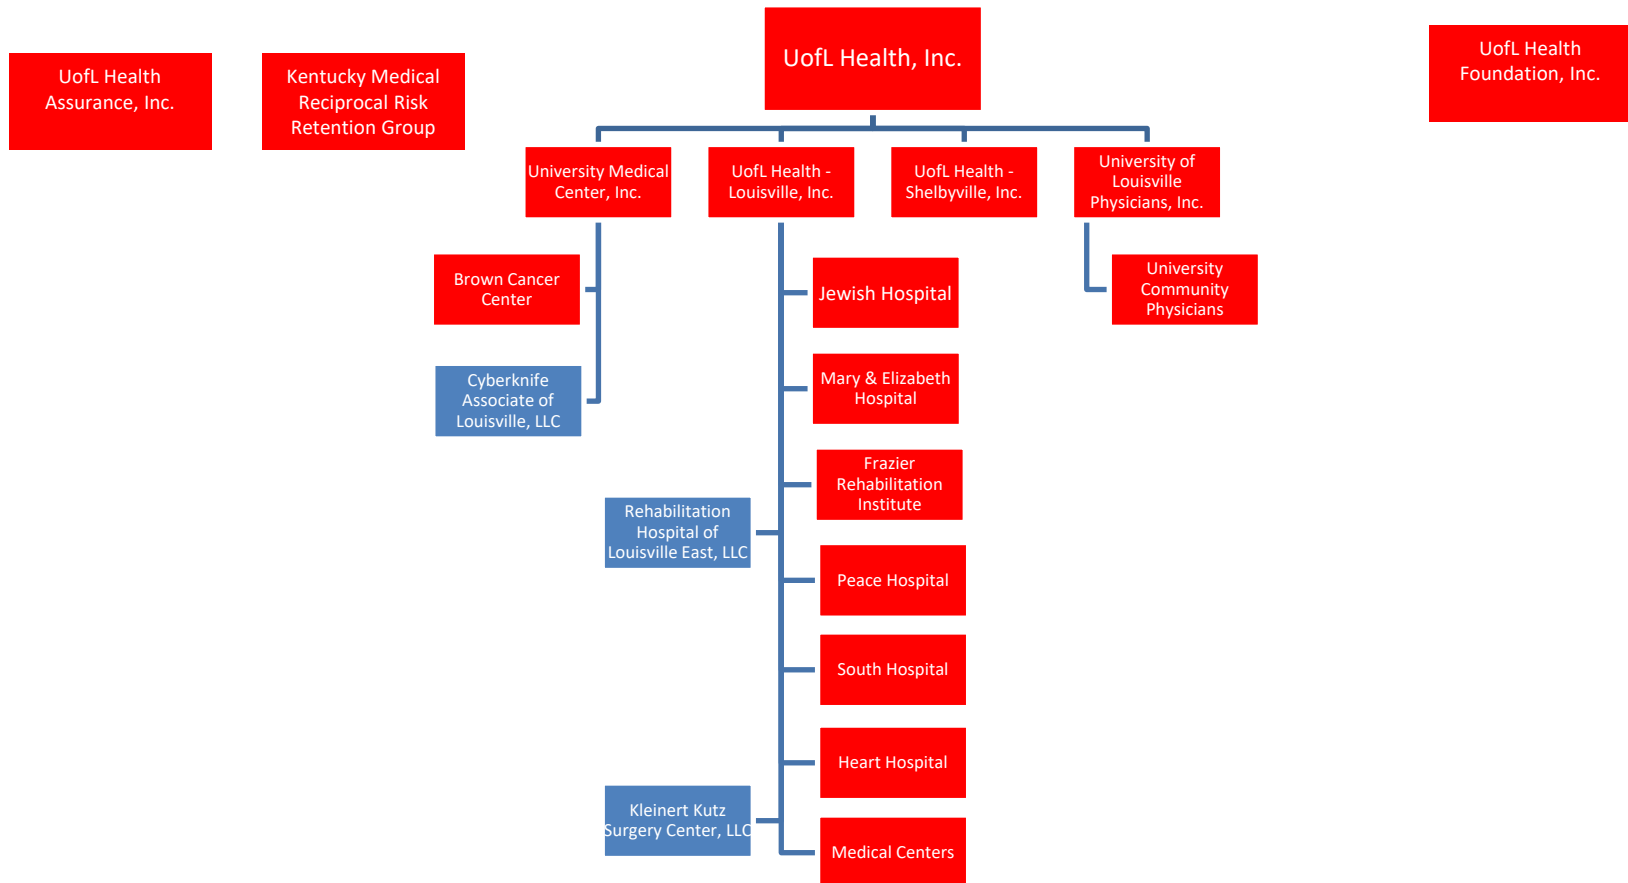 UofL Health, Inc.
UofL Health
Assurance, Inc.
Kentucky Medical
Reciprocal Risk
Retention Group
UofL Health
Foundation, Inc.
University Medical
Center, Inc.
UofL Health -
Louisville, Inc.
UofL Health -
Shelbyville, Inc.
University of
Louisville
Physicians, Inc.
Brown Cancer
Center
Jewish Hospital
University
Community
Physicians
Cyberknife
Associate of
Louisville, LLC
Mary & Elizabeth
Hospital
Frazier
Rehabilitation
Institute
Rehabilitation
Hospital of
Louisville East, LLC
Peace Hospital
South Hospital
Heart Hospital
Kleinert Kutz
Surgery Center, LLC
Medical Centers